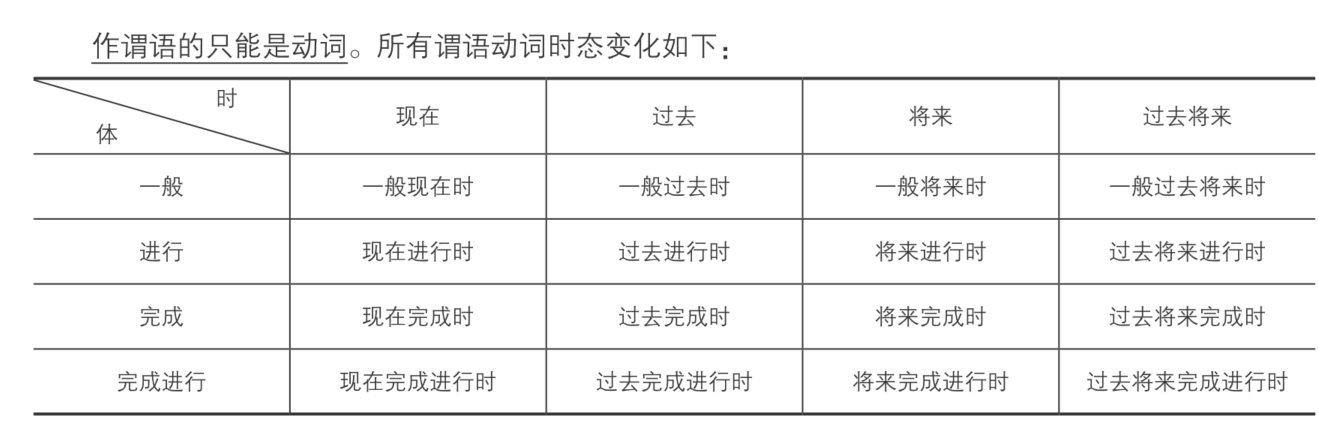 作谓语的只能是动词。所有谓语动词时态变化如下：
时
体
现在 过去 将来 过去将来
一般 一般现在时 一般过去时 一般将来时 一般过去将来时
进行 现在进行时 过去进行时 将来进行时 过去将来进行时
完成 现在完成时 过去完成时 将来完成时 过去将来完成时
完成进行 现在完成进行时 过去完成进行时 将来完成进行时 过去将来完成进行时